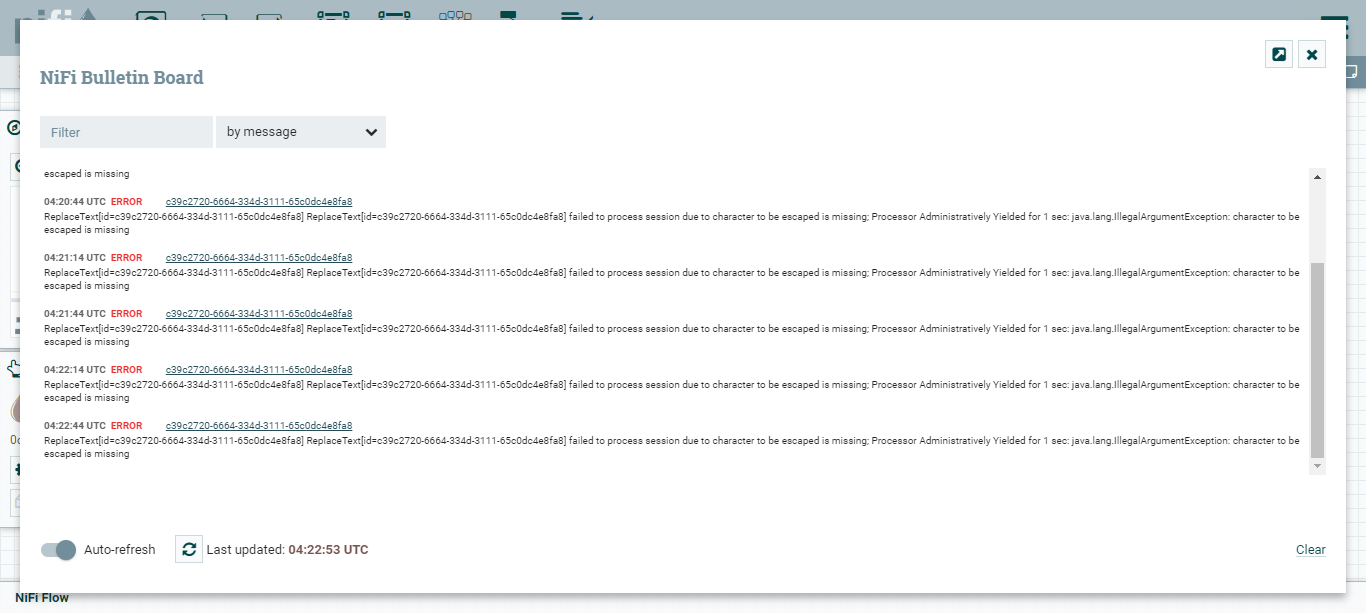 nifi
NiFi Bulletin Board
Filter
by message
escaped is missing
04:20:44 UTC ERROR c39c2720-6664-334d-3111-65c0dc4e8fa8
ReplaceText[id=c39c2720-6664-334d-3111-65c0dc4e8fa8] ReplaceText[id=c39c2720-6664-334d-3111-65c0dc4e8fa8] failed to process session due to character to be escaped is missing; Processor Administratively Yielded for 1 sec: java.lang.IllegalArgumentException: character to be
escaped is missing
04:21:14 UTC ERROR c39c2720-6664-334d-3111-65c0dc4e8fa8
ReplaceText[id=c39c2720-6664-334d-3111-65c0dc4e8fa8] ReplaceText[id=c39c2720-6664-334d-3111-65c0dc4e8fa8] failed to process session due to character to be escaped is missing; Processor Administratively Yielded for 1 sec: java.lang.IllegalArgumentException: character to be
escaped is missing
04:21:44 UTC ERROR c39c2720-6664-334d-3111-65c0dc4e8fa8
ReplaceText[id=c39c2720-6664-334d-3111-65c0dc4e8fa8] ReplaceText[id=c39c2720-6664-334d-3111-65c0dc4e8fa8] failed to process session due to character to be escaped is missing; Processor Administratively Yielded for 1 sec: java.lang.IllegalArgumentException: character to be
escaped is missing
04:22:14 UTC ERROR c39c2720-6664-334d-3111-65c0dc4e8fa8
ReplaceText[id=c39c2720-6664-334d-3111-65c0dc4e8fa8] ReplaceText[id=c39c2720-6664-334d-3111-65c0dc4e8fa8] failed to process session due to character to be escaped is missing; Processor Administratively Yielded for 1 sec: java.lang.IllegalArgumentException: character to be
escaped is missing
04:22:44 UTC ERROR c39c2720-6664-334d-3111-65c0dc4e8fa8
ReplaceText[id=c39c2720-6664-334d-3111-65c0dc4e8fa8] ReplaceText[id=c39c2720-6664-334d-3111-65c0dc4e8fa8] failed to process session due to character to be escaped is missing; Processor Administratively Yielded for 1 sec: java.lang.IllegalArgumentException: character to be
escaped is missing
Auto-refresh
Last updated: 04:22:53 UTC
Clear
NiFi Flow